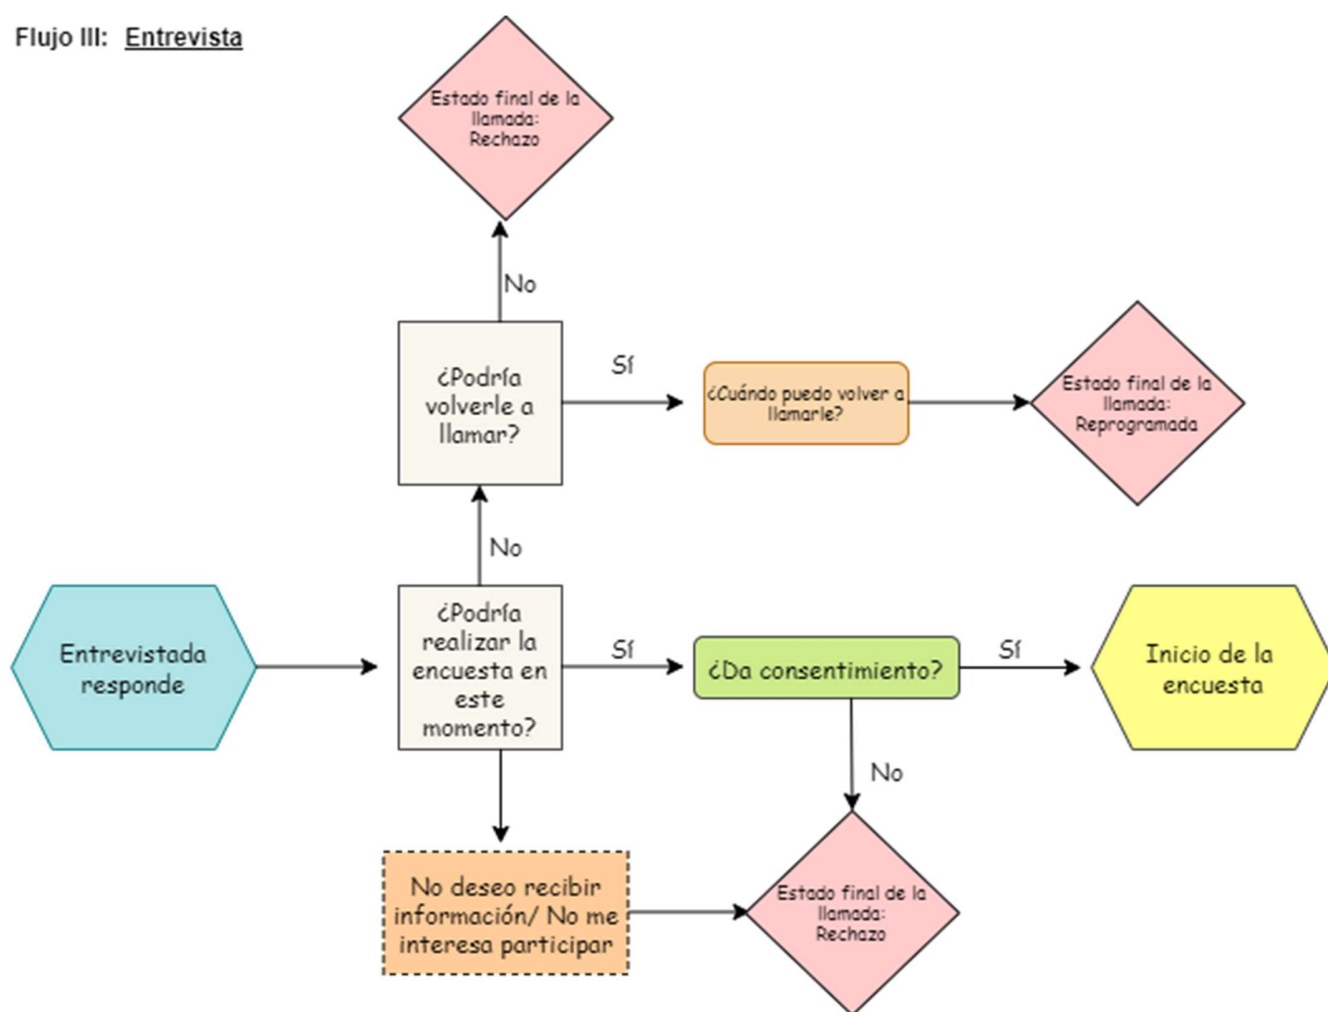 Flujo III: Entrevista
Estado final de la
llamada:
Rechazo
No
¿Podría
volverle a
llamar?
Sí
¿Cuándo puedo volver a
llamarle?
Estado final de la
llamada:
Reprogramada
No
Entrevistada
responde
¿Podría
realizar la
encuesta en
este
momento?
Sí
¿Da consentimiento?
Sí
Inicio de la
encuesta
No
No deseo recibir
información/ No me
interesa participar
Estado final de la
llamada:
Rechazo